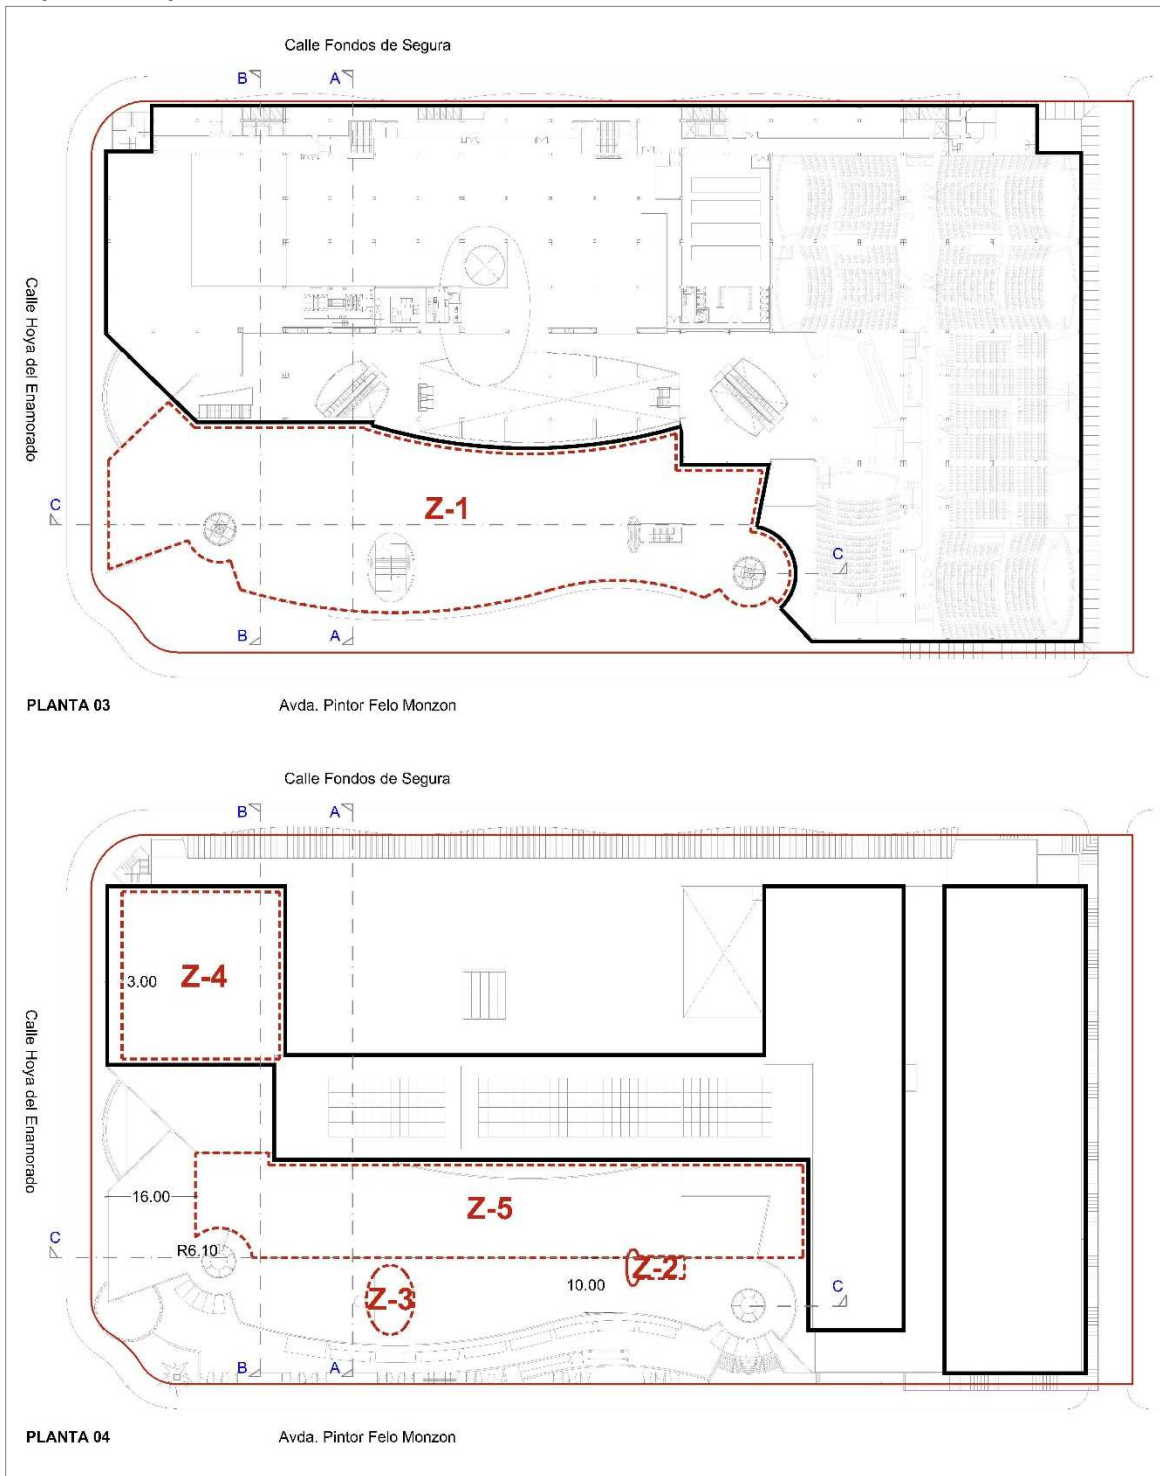 Calle Fondos de Segura
B
A
Calle Hoya del Enamorado
Z-1
C
C
B
A
PLANTA 03
Avda. Pintor Felo Monzon
Calle Fondos de Segura
B
A
Z-4
3.00
Calle Hoya del Enamorado
16.00
Z-5
C
R6.10
Z-2
Z-3
10.00
C
B
A
PLANTA 04
Avda. Pintor Felo Monzon